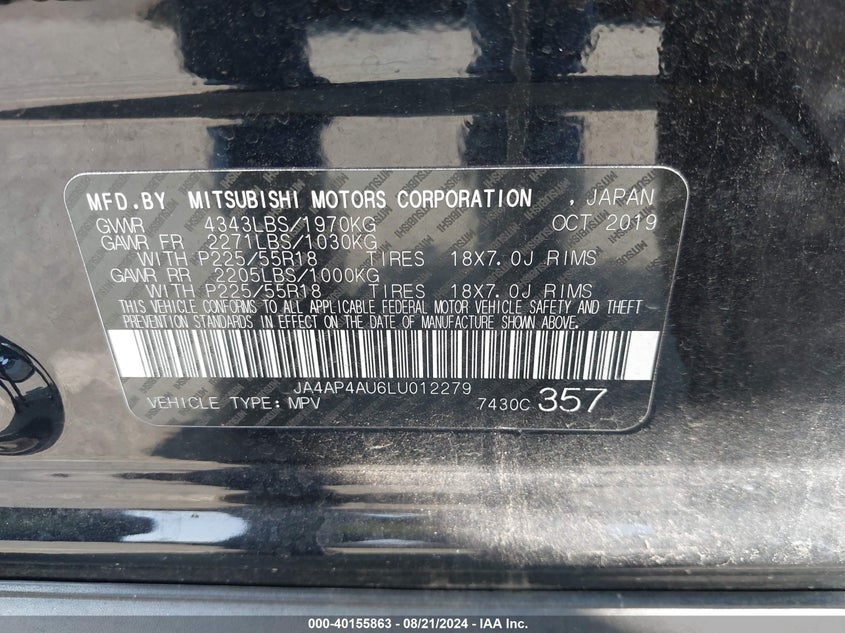 MFD.BY MITSUBISHI MOTORS CORPORATION , JAPAN
GVWR 4343LBS/1970KG OCT 2019
GAWR FR 2271LBS/1030KG
WITH P225/55R18 TIRES 18X7.0J RIMS
GAWR RR 2205LBS/1000KG
WITH P225/55R18 TIRES 18X7.0J RIMS
THIS VEHICLE CONFORMS TO ALL APPLICABLE FEDERAL MOTOR VEHICLE SAFETY AND THEFT
PREVENTION STANDARDS IN EFFECT ON THE DATE OF MANUFACTURE SHOWN ABOVE.
JA4AP4AU6LU012279
VEHICLE TYPE: MPV 7430C 357
000-40155863 - 08/21/2024 - IAA Inc.